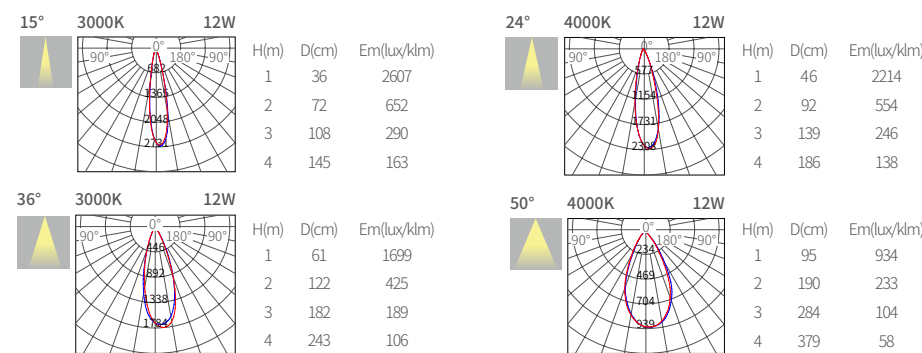 15° 3000K 12W
0°
-90° 180° -90°
682
1365
2048
2731
H(m) D(cm) Em(lux/klm)
1 36 2607
2 72 652
3 108 290
4 145 163
24° 4000K 12W
0°
-90° 180° -90°
577
1154
1731
2308
H(m) D(cm) Em(lux/klm)
1 46 2214
2 92 554
3 139 246
4 186 138
36° 3000K 12W
0°
-90° 180° -90°
446
892
1338
1784
H(m) D(cm) Em(lux/klm)
1 61 1699
2 122 425
3 182 189
4 243 106
50° 4000K 12W
0°
-90° 180° -90°
234
469
704
939
H(m) D(cm) Em(lux/klm)
1 95 934
2 190 233
3 284 104
4 379 58